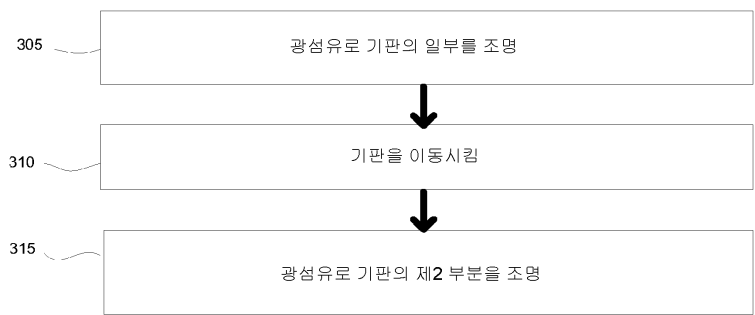 305
광섬유로 기판의 일부를 조명
310
기판을 이동시킴
315
광섬유로 기판의 제2 부분을 조명